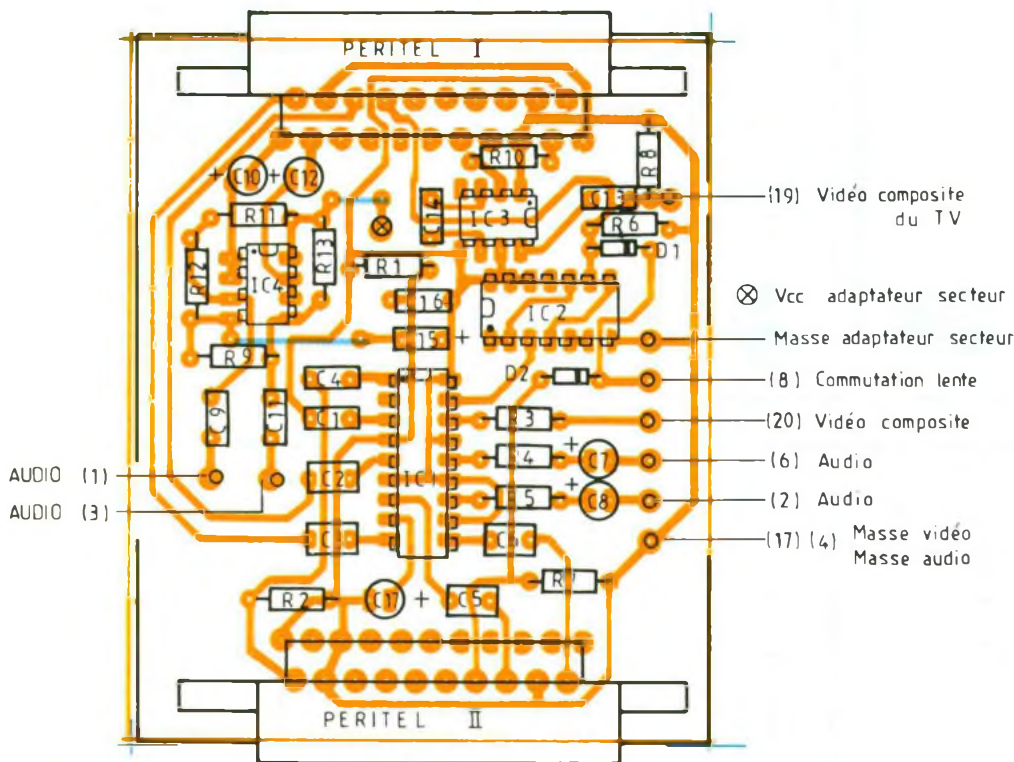 PERITEL I
R10
R8
+ C10 + C12
C14
IC3
C13
(19) Vidéo composite
du TV
R11
R6
D1
R13
R12
R1
IC4
C16
IC2
⊗ Vcc adaptateur secteur
15 +
Masse adaptateur secteur
R9
C4
D2
(8) Commutation lente
C9
C11
C1
R3
(20) Vidéo composite
R4
+ C7
(6) Audio
AUDIO (1)
C2
IC1
R5
+ C8
(2) Audio
AUDIO (3)
C6
(17) (4) Masse vidéo
Masse audio
R7
R2
C17 +
C5
PERITEL II